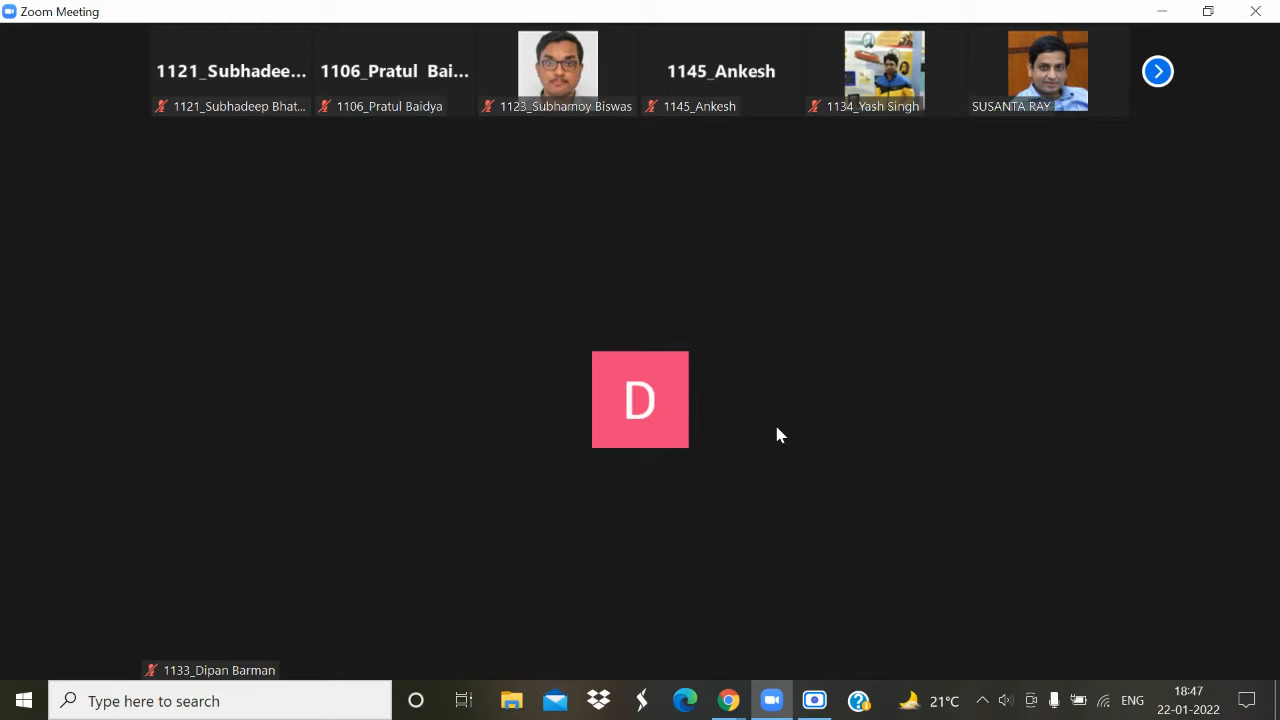 Zoom Meeting
1121_Subhadee... 1106_Pratul Bai... 1145_Ankesh
1121_Subhadeep Bhat... 1106_Pratul Baidya 1123_Subhamoy Biswas 1145_Ankesh 1134_Yash Singh SUSANTA RAY
D
1133_Dipan Barman
Type here to search 21°C ENG 18:47
22-01-2022